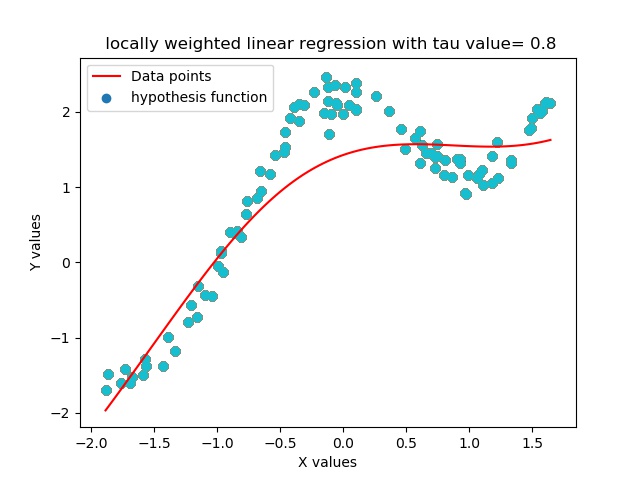 locally weighted linear regression with tau value= 0.8
Data points
hypothesis function
2
1
0
−1
−2
Y values
−2.0 −1.5 −1.0 −0.5 0.0 0.5 1.0 1.5
X values